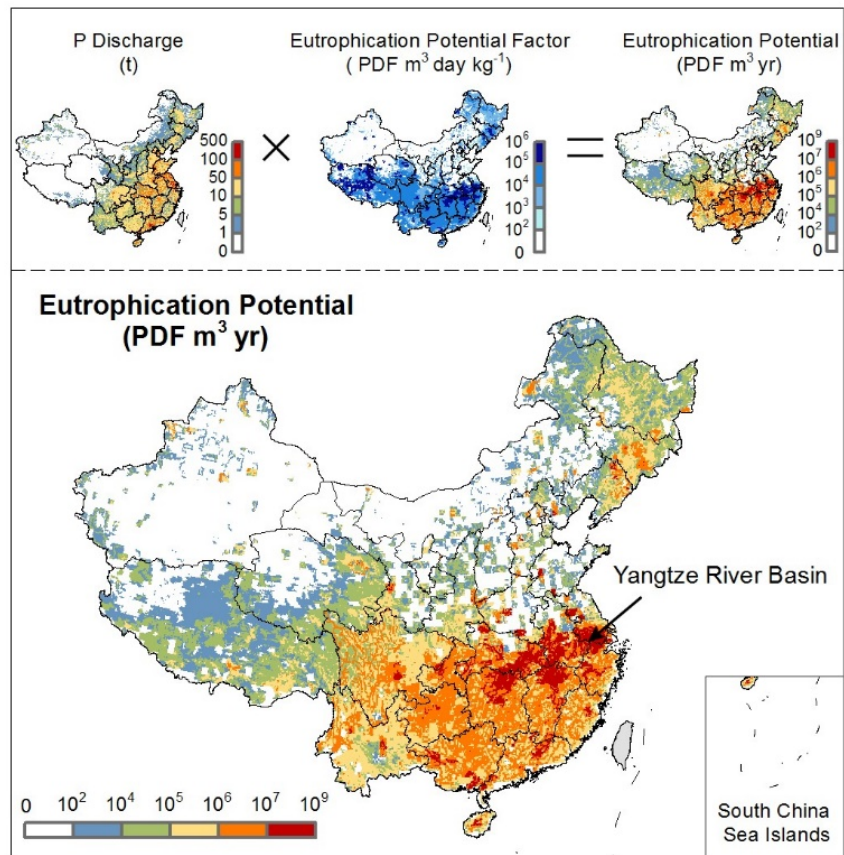 P Discharge
(t)
Eutrophication Potential Factor
( PDF m³ day kg⁻¹)
Eutrophication Potential
(PDF m³ yr)
500
100
50
10
5
1
0
×
10⁶
10⁵
10⁴
10³
10²
0
=
10⁹
10⁷
10⁶
10⁵
10⁴
10²
0
Eutrophication Potential
(PDF m³ yr)
Yangtze River Basin
0 10² 10⁴ 10⁵ 10⁶ 10⁷ 10⁹
South China
Sea Islands